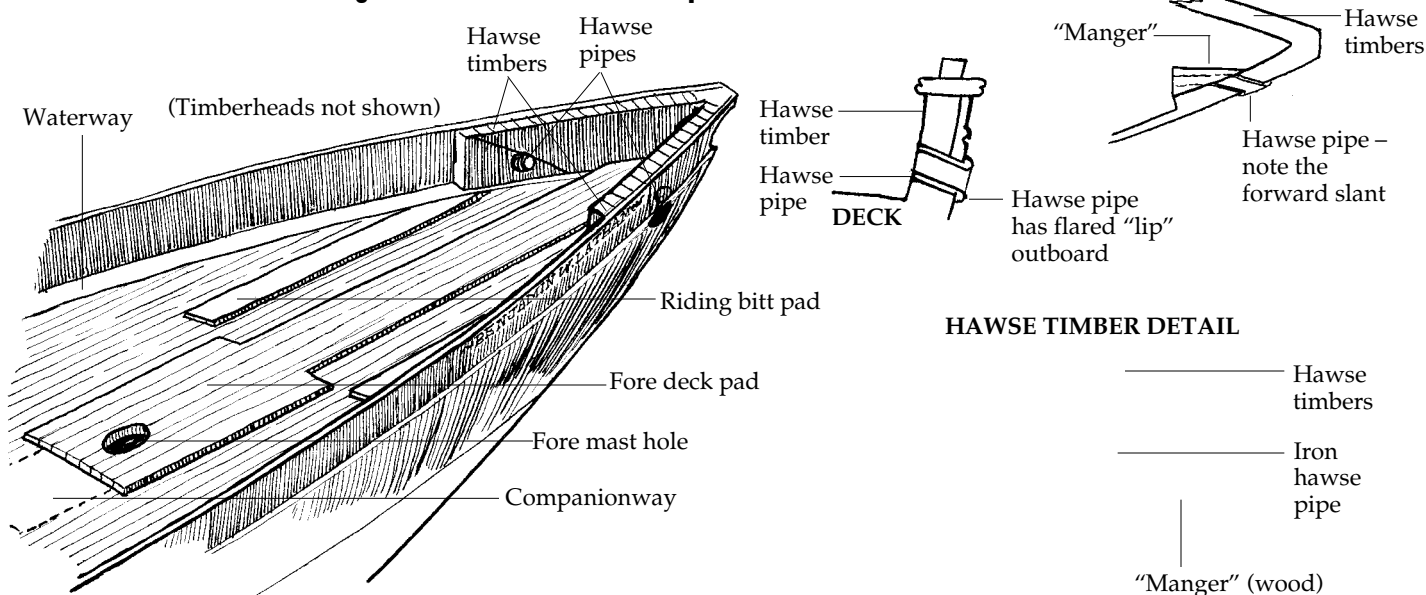 Hawse
timbers
Hawse
pipes
Waterway
(Timberheads not shown)
Riding bitt pad
Fore deck pad
Fore mast hole
Companionway
Hawse
timber
Hawse
pipe
DECK
Hawse pipe
has flared “lip”
outboard
“Manger”
Hawse
timbers
Hawse pipe –
note the
forward slant
HAWSE TIMBER DETAIL
Hawse
timbers
Iron
hawse
pipe
“Manger” (wood)
BENJAMIN W. LATHAM